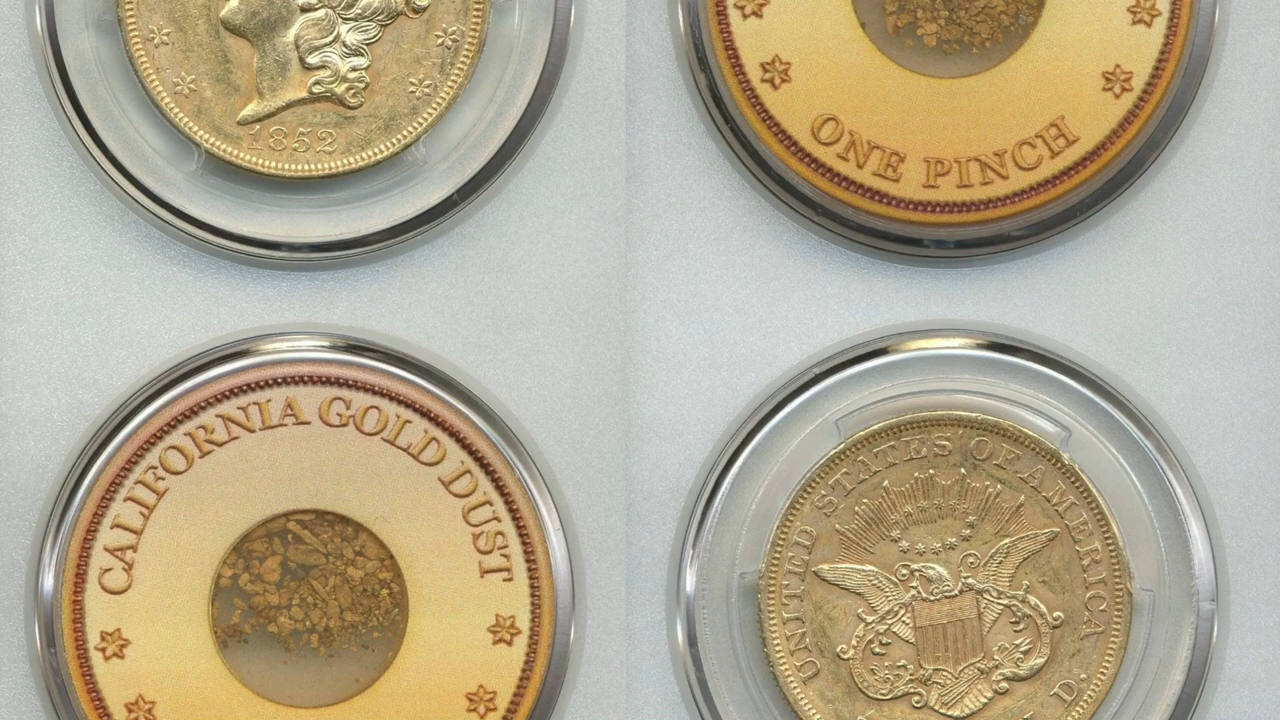 1852
ONE PINCH
CALIFORNIA GOLD DUST
UNITED STATES OF AMERICA
D.